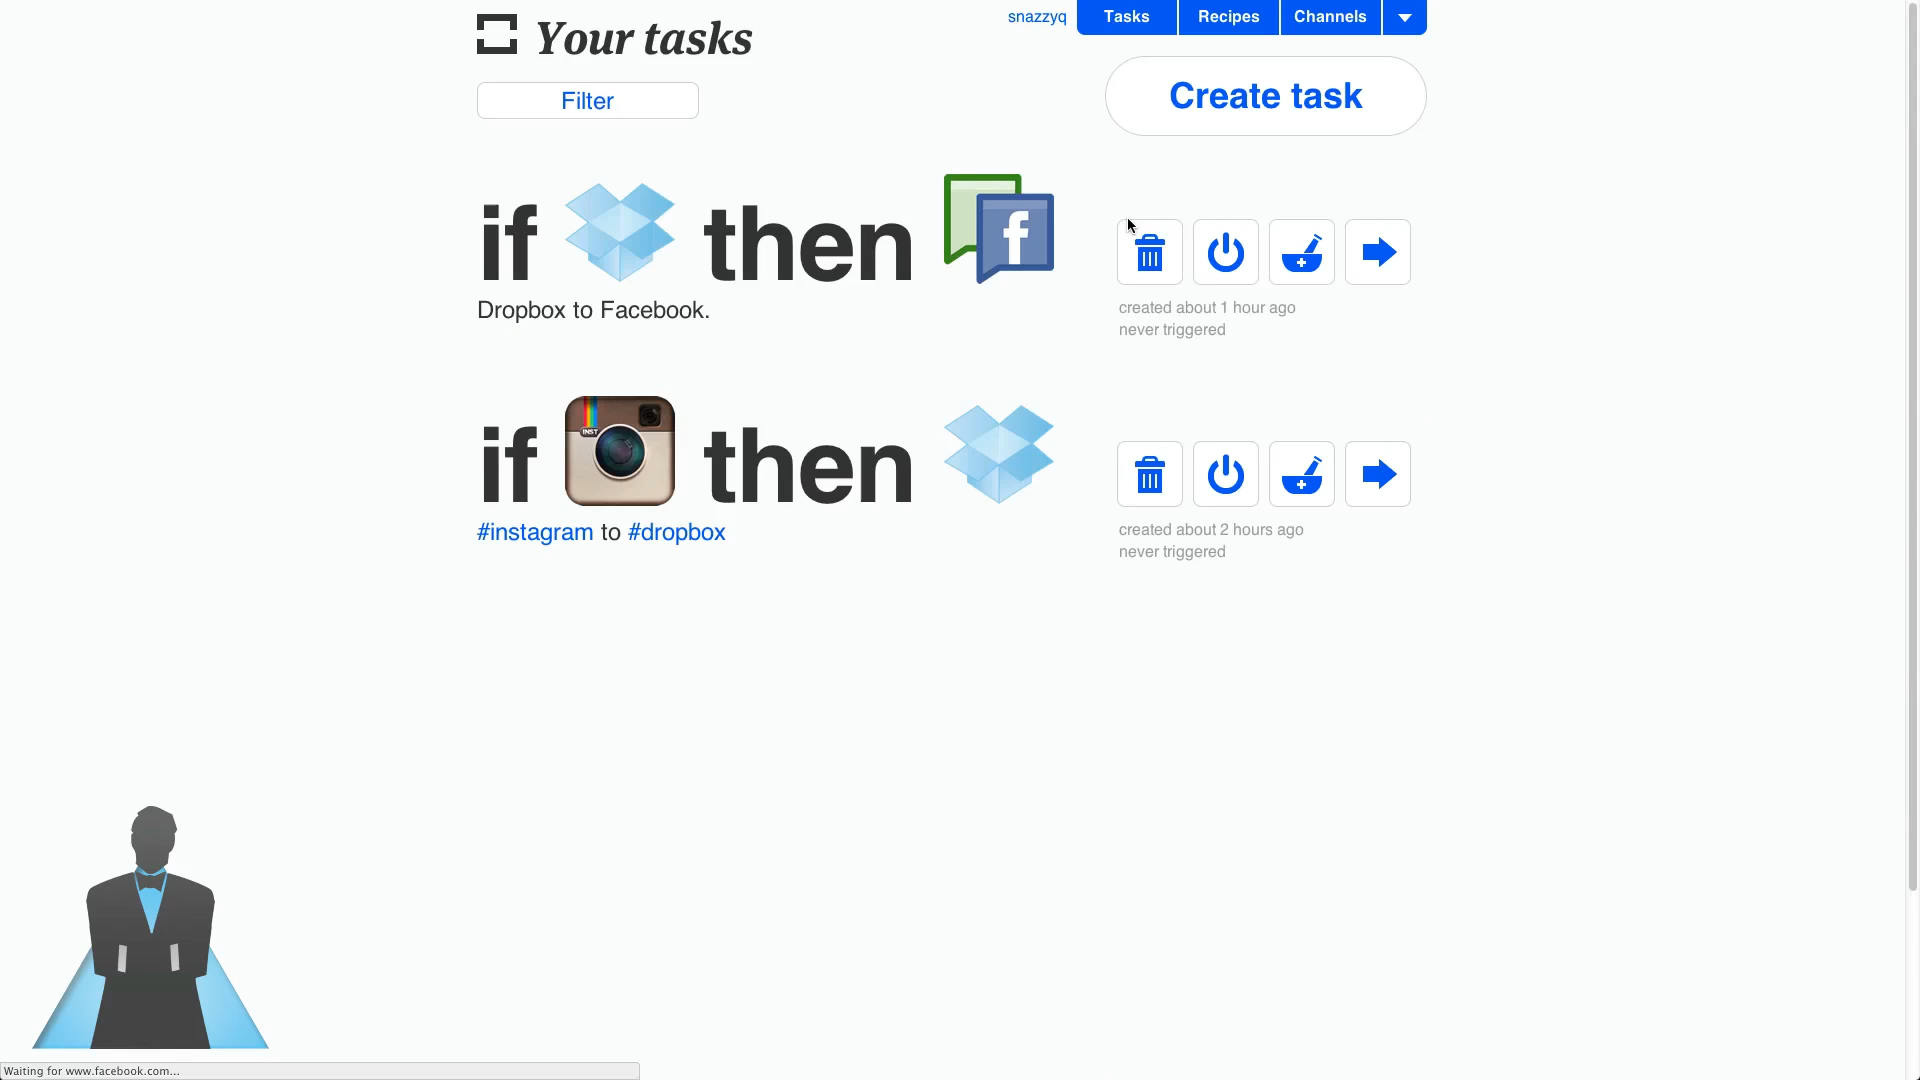 Your tasks
snazzyq
Tasks
Recipes
Channels
Filter
Create task
if then
f
Dropbox to Facebook.
created about 1 hour ago
never triggered
if then
INST
#instagram to #dropbox
created about 2 hours ago
never triggered
Waiting for www.facebook.com...